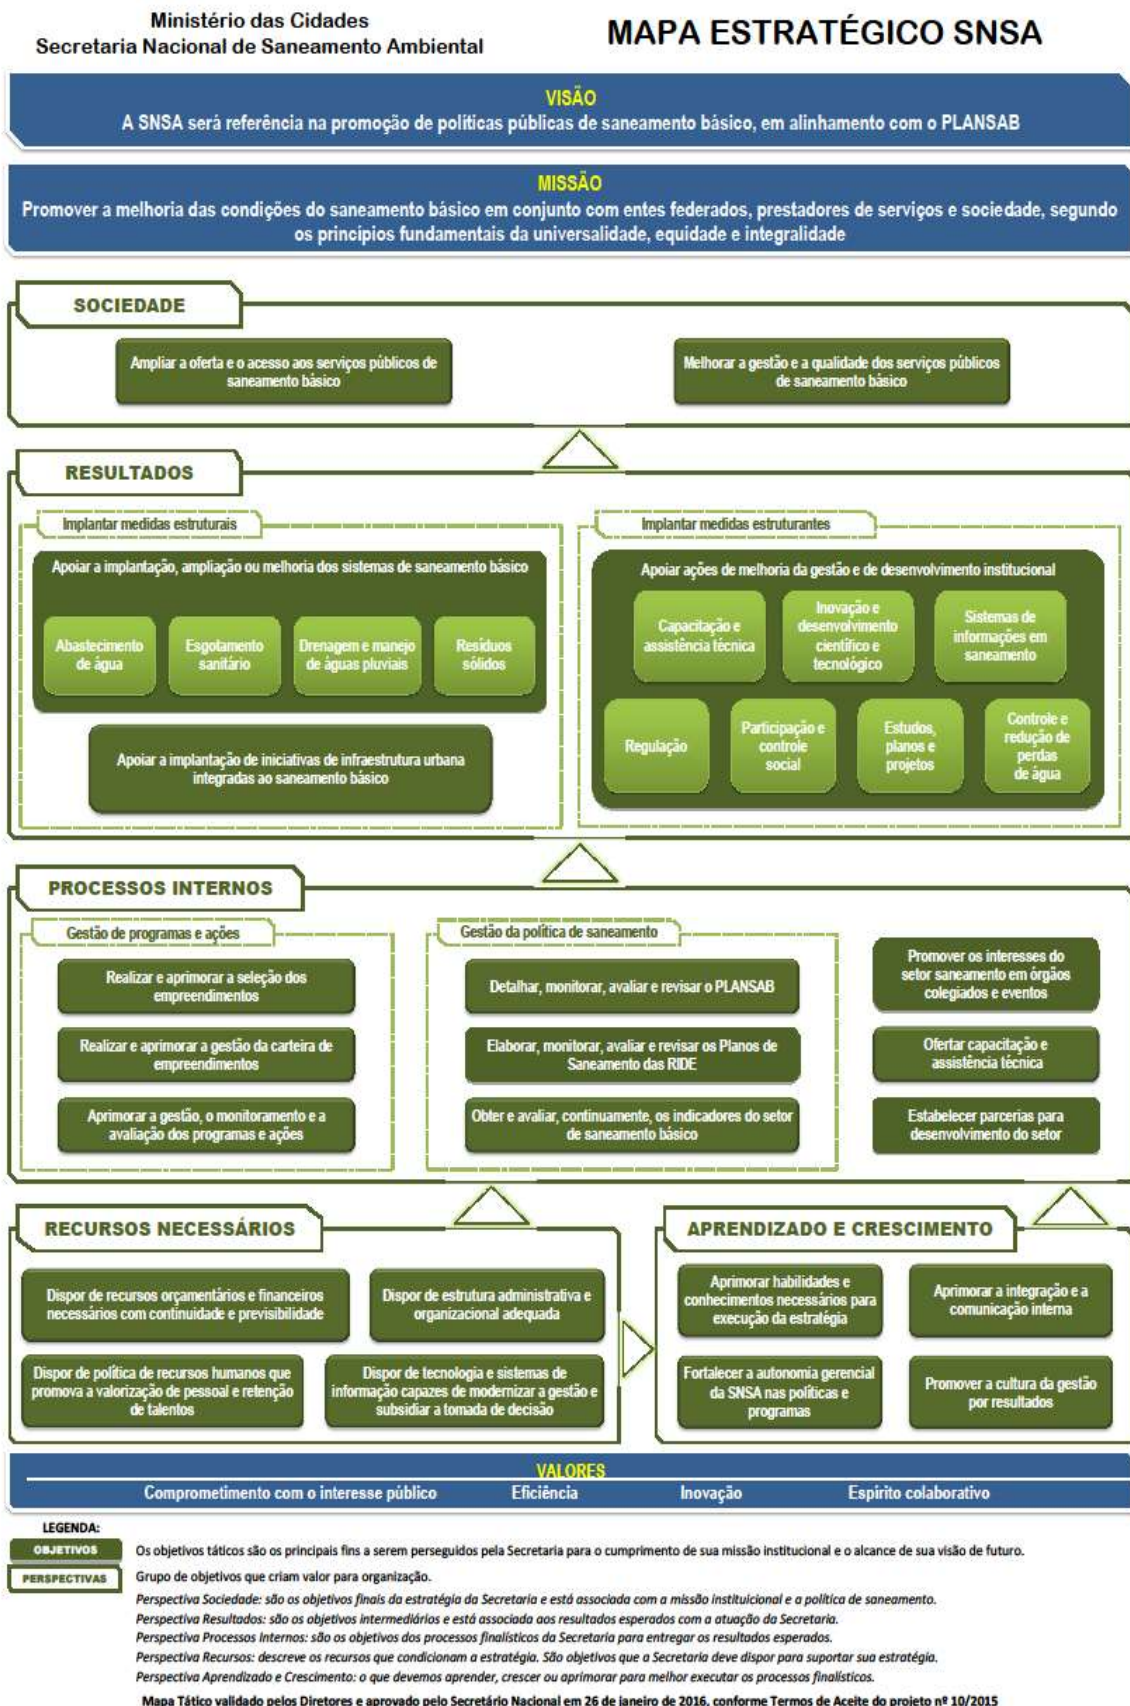 Ministério das Cidades
Secretaria Nacional de Saneamento Ambiental
MAPA ESTRATÉGICO SNSA
VISÃO
A SNSA será referência na promoção de políticas públicas de saneamento básico, em alinhamento com o PLANSAB
MISSÃO
Promover a melhoria das condições do saneamento básico em conjunto com entes federados, prestadores de serviços e sociedade, segundo
os princípios fundamentais da universalidade, equidade e integralidade
SOCIEDADE
Ampliar a oferta e o acesso aos serviços públicos de
saneamento básico
Melhorar a gestão e a qualidade dos serviços públicos
de saneamento básico
RESULTADOS
Implantar medidas estruturais
Apoiar a implantação, ampliação ou melhoria dos sistemas de saneamento básico
Abastecimento
de água
Esgotamento
sanitário
Drenagem e manejo
de águas pluviais
Resíduos
sólidos
Apoiar a implantação de iniciativas de infraestrutura urbana
integradas ao saneamento básico
Implantar medidas estruturantes
Apoiar ações de melhoria da gestão e de desenvolvimento institucional
Capacitação e
assistência técnica
Inovação e
desenvolvimento
científico e
tecnológico
Sistemas de
informações em
saneamento
Regulação
Participação e
controle
social
Estudos,
planos e
projetos
Controle e
redução de
perdas
de água
PROCESSOS INTERNOS
Gestão de programas e ações
Realizar e aprimorar a seleção dos
empreendimentos
Realizar e aprimorar a gestão da carteira de
empreendimentos
Aprimorar a gestão, o monitoramento e a
avaliação dos programas e ações
Gestão da política de saneamento
Detalhar, monitorar, avaliar e revisar o PLANSAB
Elaborar, monitorar, avaliar e revisar os Planos de
Saneamento das RIDE
Obter e avaliar, continuamente, os indicadores do setor
de saneamento básico
Promover os interesses do
setor saneamento em órgãos
colegiados e eventos
Ofertar capacitação e
assistência técnica
Estabelecer parcerias para
desenvolvimento do setor
RECURSOS NECESSÁRIOS
Dispor de recursos orçamentários e financeiros
necessários com continuidade e previsibilidade
Dispor de estrutura administrativa e
organizacional adequada
Dispor de política de recursos humanos que
promova a valorização de pessoal e retenção
de talentos
Dispor de tecnologia e sistemas de
informação capazes de modernizar a gestão e
subsidiar a tomada de decisão
APRENDIZADO E CRESCIMENTO
Aprimorar habilidades e
conhecimentos necessários para
execução da estratégia
Aprimorar a integração e a
comunicação interna
Fortalecer a autonomia gerencial
da SNSA nas políticas e
programas
Promover a cultura da gestão
por resultados
VALORES
Comprometimento com o interesse público
Eficiência
Inovação
Espírito colaborativo
LEGENDA:
OBJETIVOS
Os objetivos táticos são os principais fins a serem perseguidos pela Secretaria para o cumprimento de sua missão institucional e o alcance de sua visão de futuro.
PERSPECTIVAS
Grupo de objetivos que criam valor para organização.
Perspectiva Sociedade: são os objetivos finais da estratégia da Secretaria e está associada com a missão instituicional e a política de saneamento.
Perspectiva Resultados: são os objetivos intermediários e está associada aos resultados esperados com a atuação da Secretaria.
Perspectiva Processos Internos: são os objetivos dos processos finalísticos da Secretaria para entregar os resultados esperados.
Perspectiva Recursos: descreve os recursos que condicionam a estratégia. São objetivos que a Secretaria deve dispor para suportar sua estratégia.
Perspectiva Aprendizado e Crescimento: o que devemos aprender, crescer ou aprimorar para melhor executar os processos finalísticos.
Mapa Tático validado pelos Diretores e aprovado pelo Secretário Nacional em 26 de janeiro de 2016, conforme Termos de Aceite do projeto nº 10/2015